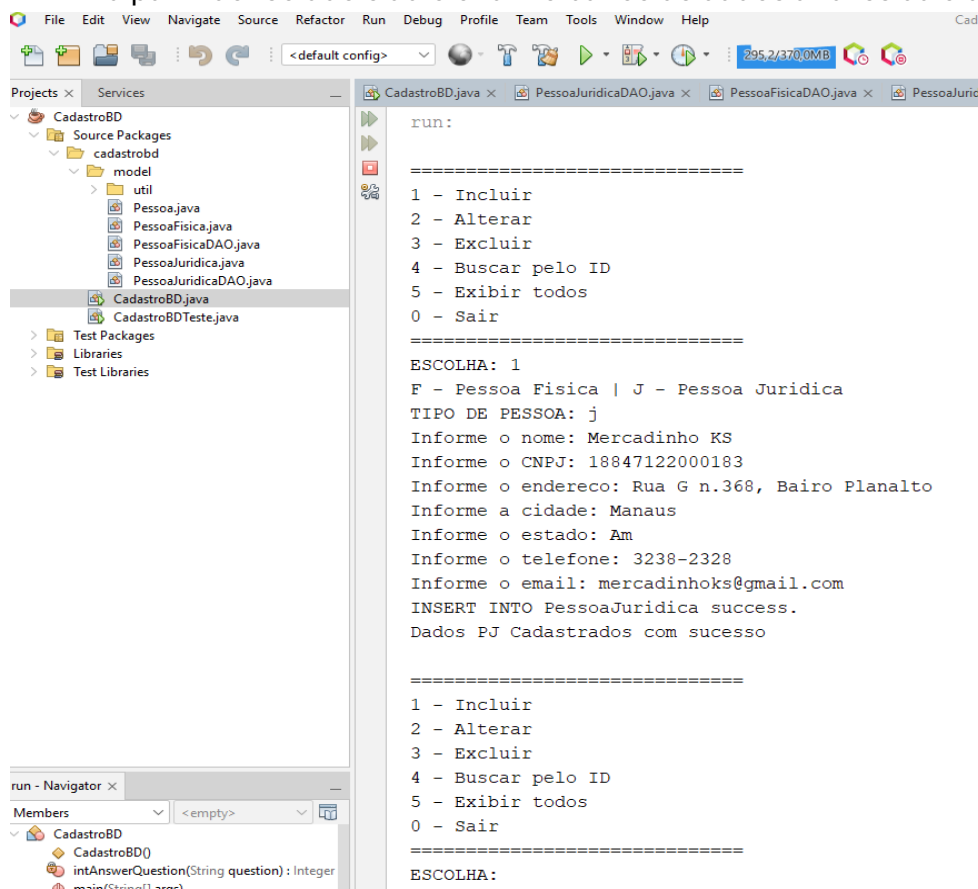 File Edit View Navigate Source Refactor Run Debug Profile Team Tools Window Help Cad
<default config>
295,2/370,0MB
Projects Services
CadastroBD.java PessoaJuridicaDAO.java PessoaFisicaDAO.java PessoaJurid
CadastroBD
Source Packages
cadastrobd
model
util
Pessoa.java
PessoaFisica.java
PessoaFisicaDAO.java
PessoaJuridica.java
PessoaJuridicaDAO.java
CadastroBD.java
CadastroBDTeste.java
Test Packages
Libraries
Test Libraries
run - Navigator
Members <empty>
CadastroBD
CadastroBD()
intAnswerQuestion(String question) : Integer
main(String[] args)
run:
==============================
1 - Incluir
2 - Alterar
3 - Excluir
4 - Buscar pelo ID
5 - Exibir todos
0 - Sair
==============================
ESCOLHA: 1
F - Pessoa Fisica | J - Pessoa Juridica
TIPO DE PESSOA: j
Informe o nome: Mercadinho KS
Informe o CNPJ: 18847122000183
Informe o endereco: Rua G n.368, Bairo Planalto
Informe a cidade: Manaus
Informe o estado: Am
Informe o telefone: 3238-2328
Informe o email: mercadinhoks@gmail.com
INSERT INTO PessoaJuridica success.
Dados PJ Cadastrados com sucesso
==============================
1 - Incluir
2 - Alterar
3 - Excluir
4 - Buscar pelo ID
5 - Exibir todos
0 - Sair
==============================
ESCOLHA: